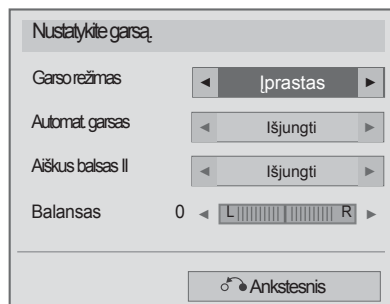 Nustatykite garsą.
Garso režimas ◄ Įprastas ►
Automat. garsas ◄ Išjungti ►
Aiškus balsas II ◄ Išjungti ►
Balansas 0 ◄ L R ►
Ankstesnis